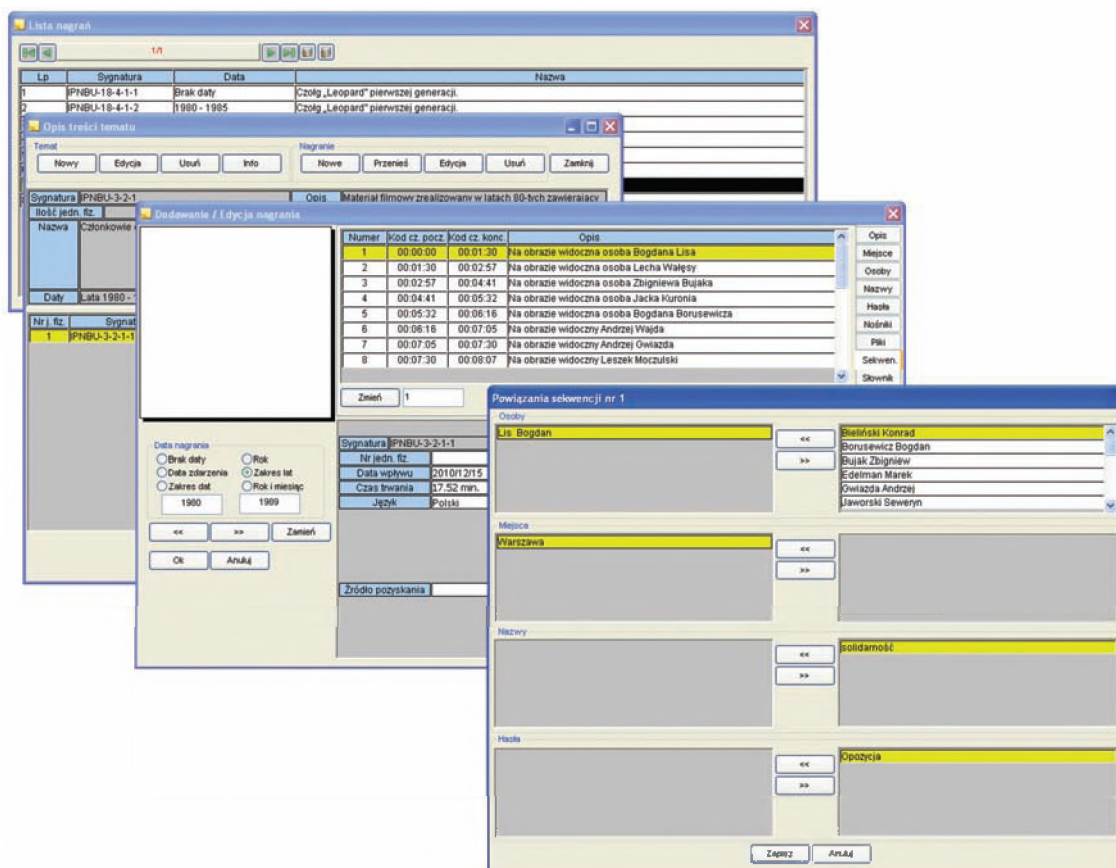 Lista nagrań
1/1
Lp Sygnatura Data Nazwa
1 IPNBU-18-4-1-1 Brak daty Czołg „Leopard” pierwszej generacji.
2 IPNBU-18-4-1-2 1980 - 1985 Czołg „Leopard” pierwszej generacji.
Opis treści tematu
Temat Nagranie
Nowy Edycja Usuń Info Nowe Przenieś Edycja Usuń Zamknij
Sygnatura IPNBU-3-2-1 Opis Materiał filmowy zrealizowany w latach 80-tych zawierający
Ilość jedn. fiz.
Nazwa Członkowie
Daty Lata 1980 -
Nr j. fiz. Sygnat
1 IPNBU-3-2-1-1
Dodawanie / Edycja nagrania
Numer Kod cz. pocz. Kod cz. konc. Opis
1 00:00:00 00:01:30 Na obrazie widoczna osoba Bogdana Lisa
2 00:01:30 00:02:57 Na obrazie widoczna osoba Lecha Wałęsy
3 00:02:57 00:04:41 Na obrazie widoczna osoba Zbigniewa Bujaka
4 00:04:41 00:05:32 Na obrazie widoczna osoba Jacka Kuronia
5 00:05:32 00:06:16 Na obrazie widoczna osoba Bogdana Borusewicza
6 00:06:16 00:07:05 Na obrazie widoczny Andrzej Wajda
7 00:07:05 00:07:30 Na obrazie widoczny Andrzej Gwiazda
8 00:07:30 00:08:07 Na obrazie widoczny Leszek Moczulski
Opis
Miejsce
Osoby
Nazwy
Hasła
Nośniki
Pliki
Sekwen.
Słownik
Zmień 1
Data nagrania
Brak daty Rok
Data zdarzenia Zakres lat
Zakres dat Rok i miesiąc
1980 1989
<< >> Zamień
Ok Anuluj
Sygnatura IPNBU-3-2-1-1
Nr jedn. fiz.
Data wpływu 2010/12/15
Czas trwania 17.52 min.
Język Polski
Źródło pozyskania
Powiązania sekwencji nr 1
Osoby
Lis Bogdan
<<
>>
Bieliński Konrad
Borusewicz Bogdan
Bujak Zbigniew
Edelman Marek
Gwiazda Andrzej
Jaworski Seweryn
Miejsca
Warszawa
<<
>>
Nazwy
<<
>>
solidarność
Hasła
<<
>>
Opozycja
Zapisz Anuluj